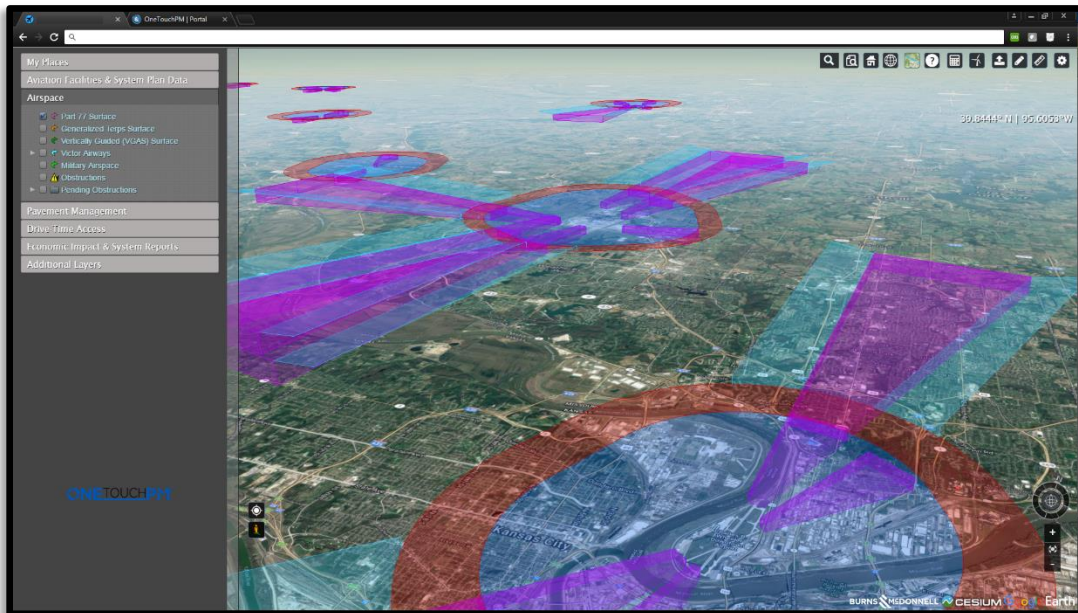 OneTouchPM | Portal
My Places
Aviation Facilities & System Plan Data
Airspace
Part 77 Surface
Generalized Terps Surface
Vertically Guided (VGAS) Surface
Victor Airways
Military Airspace
Obstructions
Pending Obstructions
Pavement Management
Drive Time Access
Economic Impact & System Reports
Additional Layers
39.8444° N | 95.6053°W
ONETOUCHPM
Kansas City
BURNS MCDONNELL CESIUM Google Earth